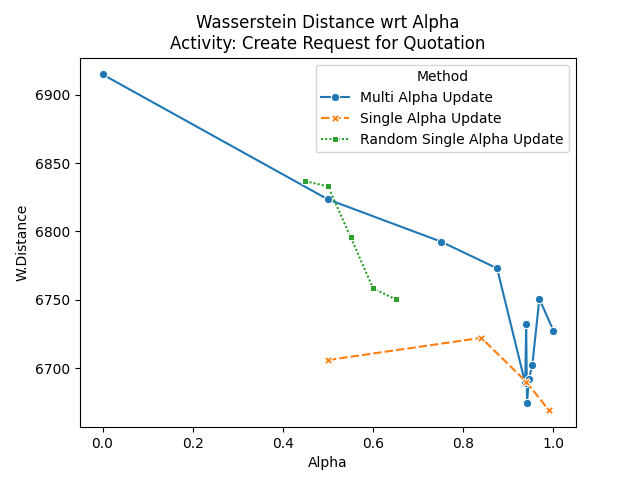 Wasserstein Distance wrt Alpha
Activity: Create Request for Quotation
Method
Multi Alpha Update
Single Alpha Update
Random Single Alpha Update
W.Distance
6900
6850
6800
6750
6700
0.0 0.2 0.4 0.6 0.8 1.0
Alpha